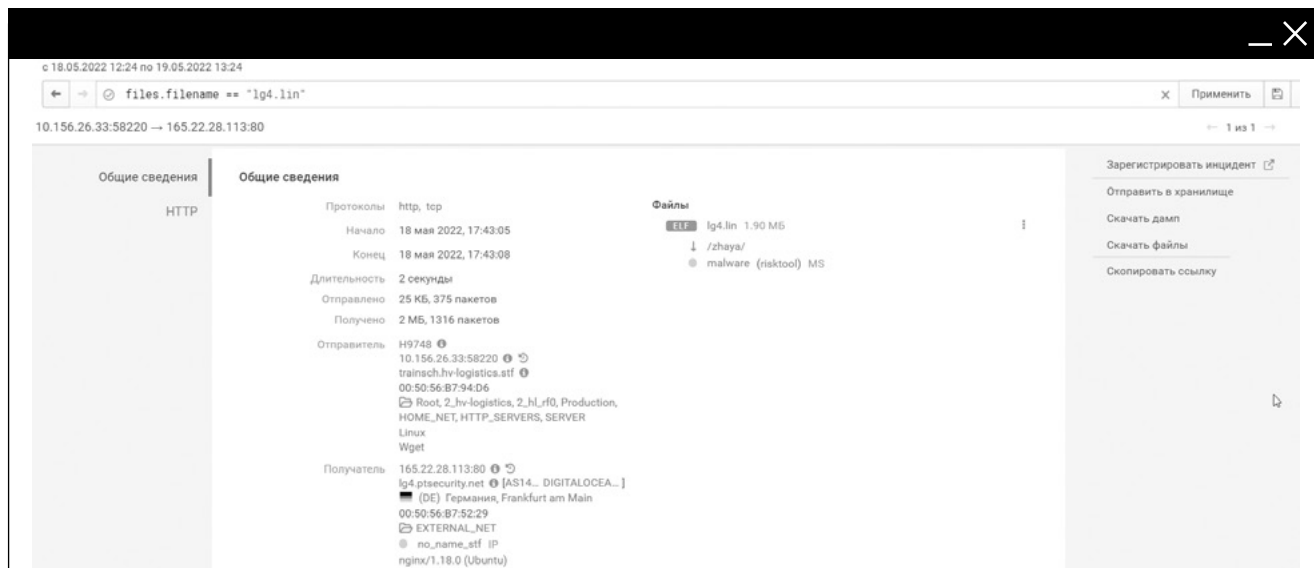 с 18.05.2022 12:24 по 19.05.2022 13:24
files.filename == "lg4.lin"
Применить
10.156.26.33:58220 → 165.22.28.113:80
← 1 из 1 →
Общие сведения
HTTP
Общие сведения
Протоколы http, tcp
Начало 18 мая 2022, 17:43:05
Конец 18 мая 2022, 17:43:08
Длительность 2 секунды
Отправлено 25 КБ, 375 пакетов
Получено 2 МБ, 1316 пакетов
Отправитель H9748
10.156.26.33:58220
trainsch.hv-logistics.stf
00:50:56:B7:94:D6
Root, 2_hv-logistics, 2_hl_rf0, Production,
HOME_NET, HTTP_SERVERS, SERVER
Linux
Wget
Получатель 165.22.28.113:80
lg4.ptsecurity.net [AS14... DIGITALOCEA... ]
(DE) Германия, Frankfurt am Main
00:50:56:B7:52:29
EXTERNAL_NET
no_name_stf IP
nginx/1.18.0 (Ubuntu)
Файлы
ELF lg4.lin 1.90 МБ
↓ /zhaya/
malware (risktool) MS
Зарегистрировать инцидент
Отправить в хранилище
Скачать дамп
Скачать файлы
Скопировать ссылку